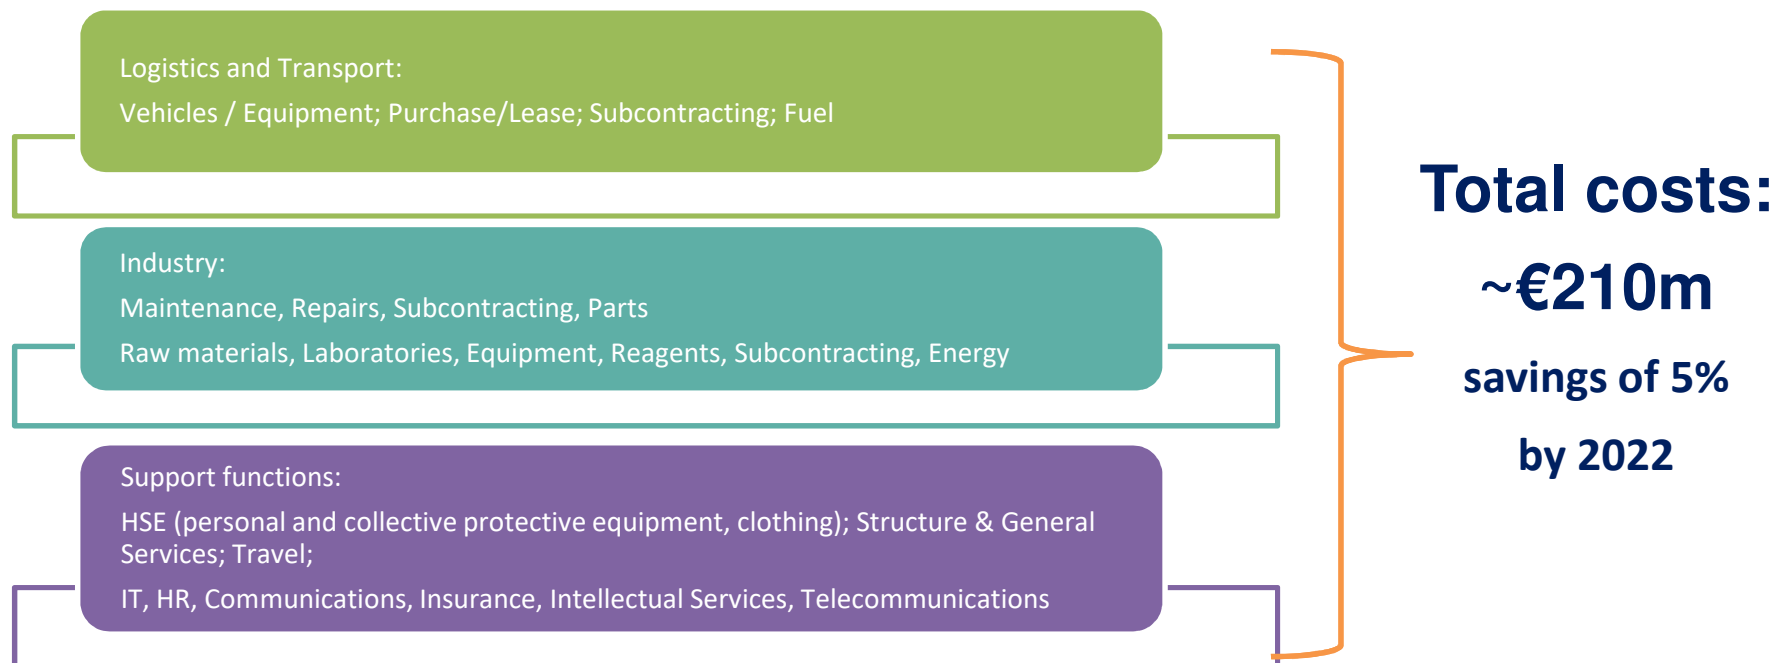 Logistics and Transport:
Vehicles / Equipment; Purchase/Lease; Subcontracting; Fuel
Industry:
Maintenance, Repairs, Subcontracting, Parts
Raw materials, Laboratories, Equipment, Reagents, Subcontracting, Energy
Support functions:
HSE (personal and collective protective equipment, clothing); Structure & General
Services; Travel;
IT, HR, Communications, Insurance, Intellectual Services, Telecommunications
Total costs:
~€210m
savings of 5%
by 2022